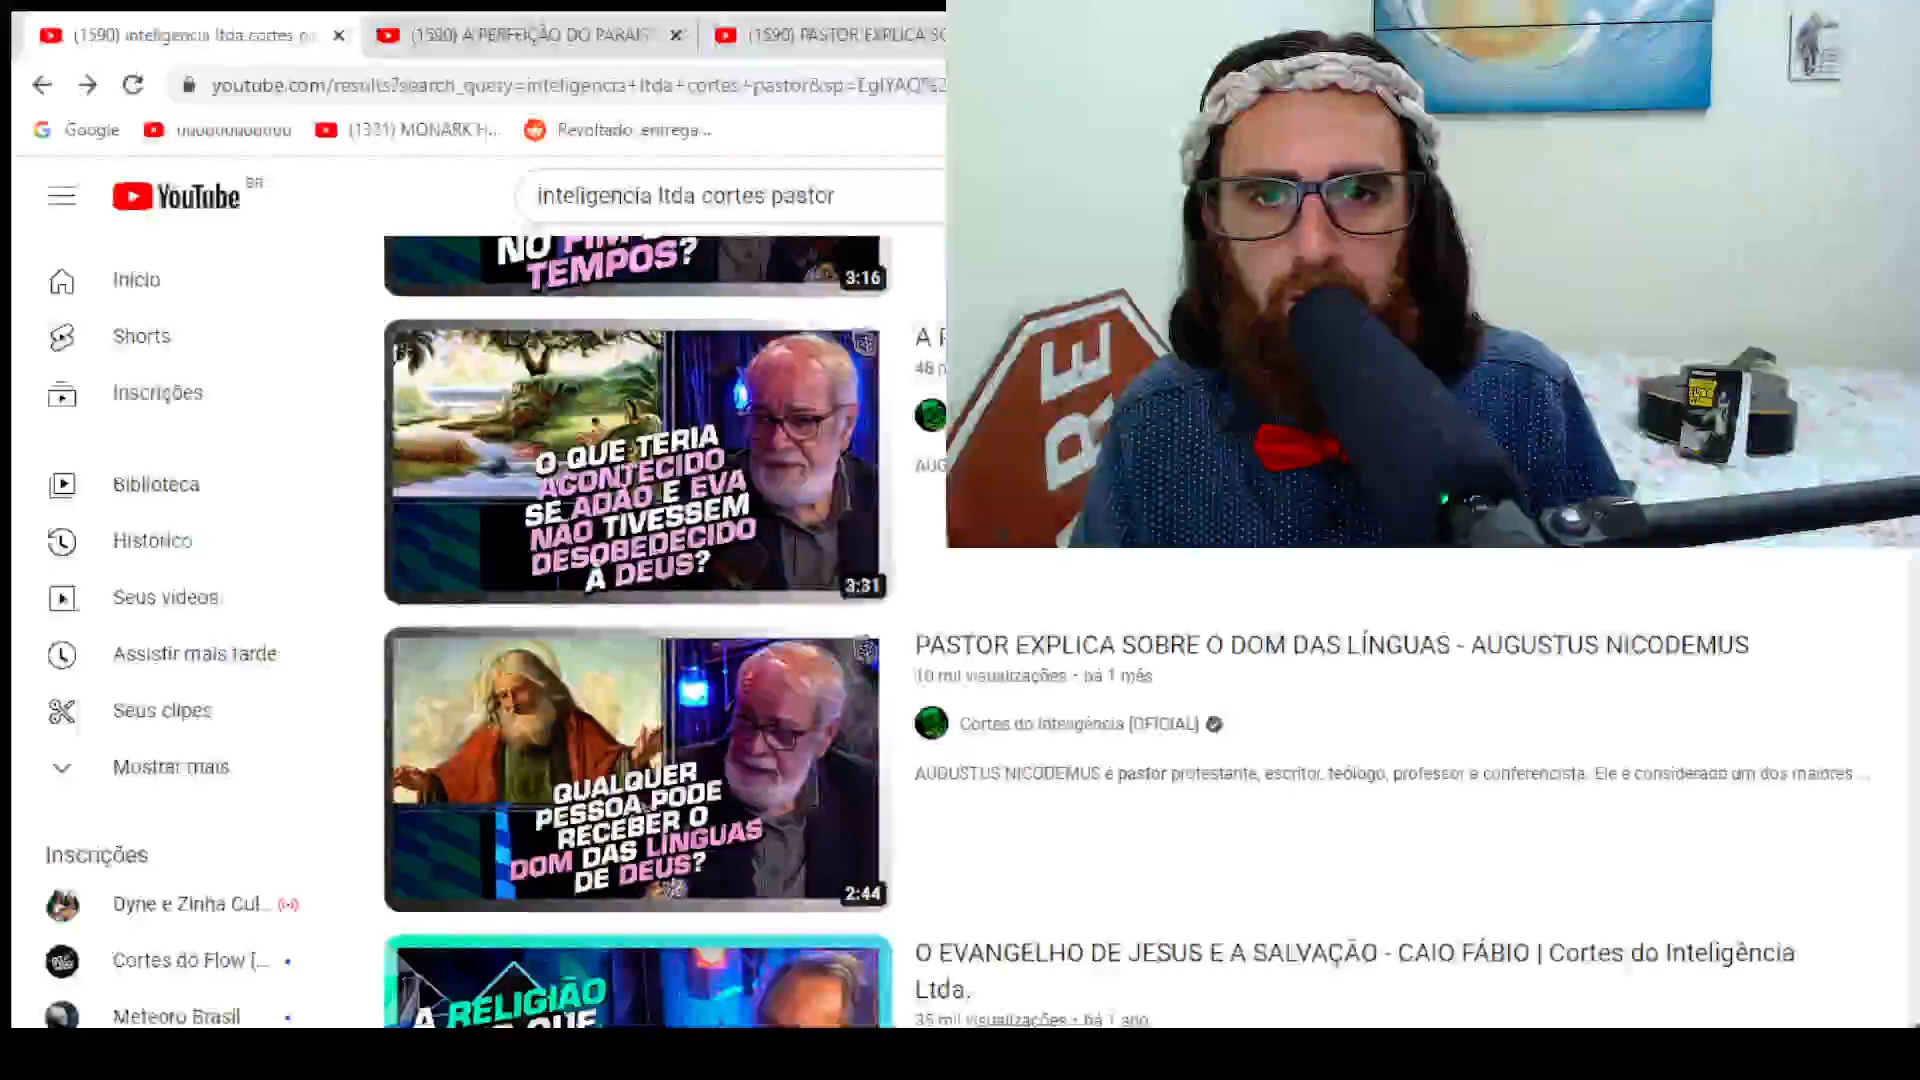 (1590) inteligencia ltda cortes p
(1590) A PERFEIÇÃO DO PARAIS
(1590) PASTOR EXPLICA SO
youtube.com/results?search_query=inteligencia+ltda+cortes+pastor&sp=EgIYAQ%2
Google
(1331) MONARK H...
Revoltado entrega...
YouTube BR
inteligencia ltda cortes pastor
Início
Shorts
Inscrições
Biblioteca
Histórico
Seus vídeos
Assistir mais tarde
Seus clipes
Mostrar mais
Inscrições
Dyne e Zinha Cul...
Cortes do Flow [...
Meteoro Brasil
TEMPOS?
3:16
O QUE TERIA
ACONTECIDO
SE ADÃO E EVA
NÃO TIVESSEM
DESOBEDECIDO
A DEUS?
3:31
QUALQUER
PESSOA PODE
RECEBER O
DOM DAS LÍNGUAS
DE DEUS?
2:44
PASTOR EXPLICA SOBRE O DOM DAS LÍNGUAS - AUGUSTUS NICODEMUS
10 mil visualizações • há 1 mês
Cortes do Inteligência [OFICIAL]
AUGUSTUS NICODEMUS é pastor protestante, escritor, teólogo, professor e conferencista. Ele é considerado um dos maiores ...
A RELIGIÃO
O EVANGELHO DE JESUS E A SALVAÇÃO - CAIO FÁBIO | Cortes do Inteligência
Ltda.
35 mil visualizações • há 1 ano